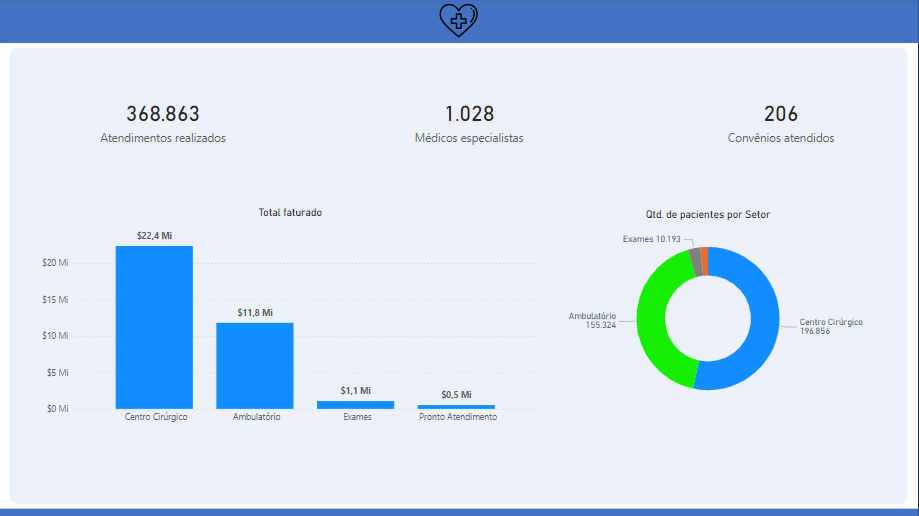 368.863
Atendimentos realizados
1.028
Médicos especialistas
206
Convênios atendidos
Total faturado
$22,4 Mi
$11,8 Mi
$1,1 Mi
$0,5 Mi
$20 Mi
$15 Mi
$10 Mi
$5 Mi
$0 Mi
Centro Cirúrgico
Ambulatório
Exames
Pronto Atendimento
Qtd. de pacientes por Setor
Exames 10.193
Ambulatório
155.324
Centro Cirúrgico
196.856